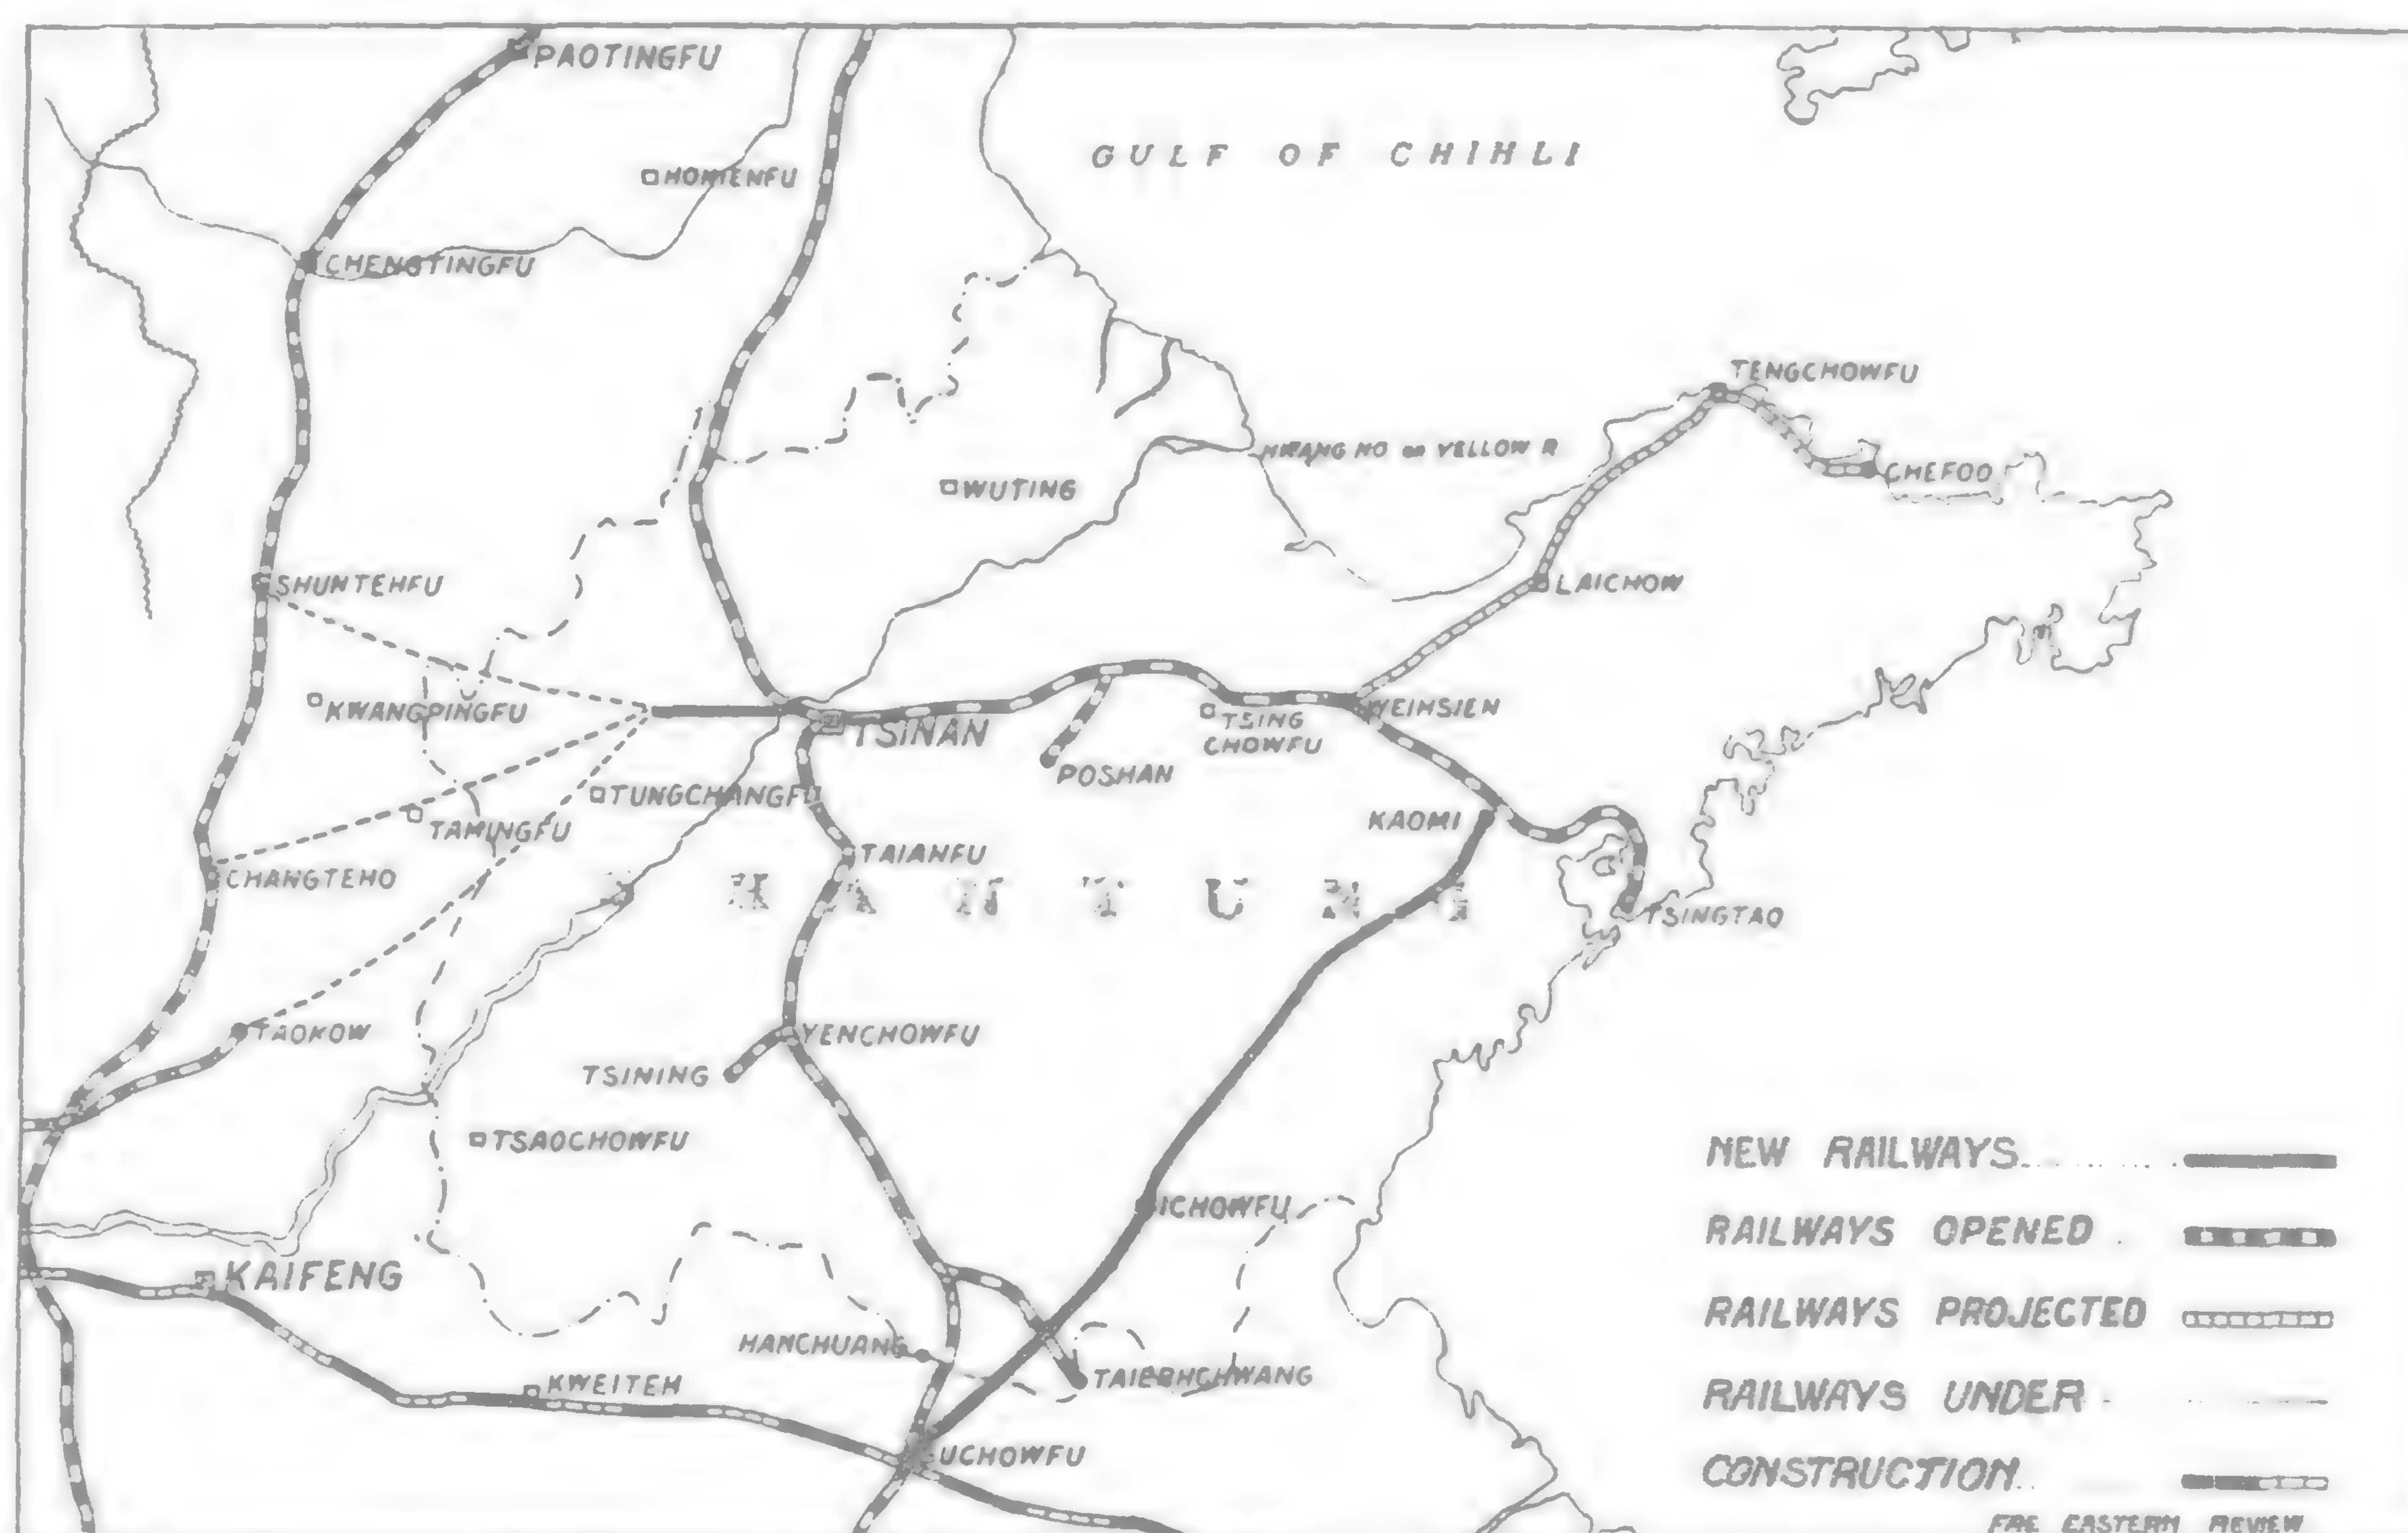 PAOTINGFU
GULF OF CHIHLI
HOKIENFU
CHENGTINGFU
TENGCHOWFU
HWANG HO OR YELLOW R
CHEFOO
WUTING
SHUNTEHFU
LAICHOW
KWANGPINGFU
TSINAN
TSING
CHOWFU
WEIHSIEN
POSHAN
TUNGCHANGFU
TAMINGFU
KAOMI
TAIANFU
CHANGTEHO
HANTUNG
TSINGTAO
TAOKOW
YENCHOWFU
TSINING
TSAOCHOWFU
NEW RAILWAYS
ICHOWFU
RAILWAYS OPENED
KAIFENG
RAILWAYS PROJECTED
HANCHUANG
KWEITEH
RAILWAYS UNDER
UCHOWFU
CONSTRUCTION
EASTERN REVIEW